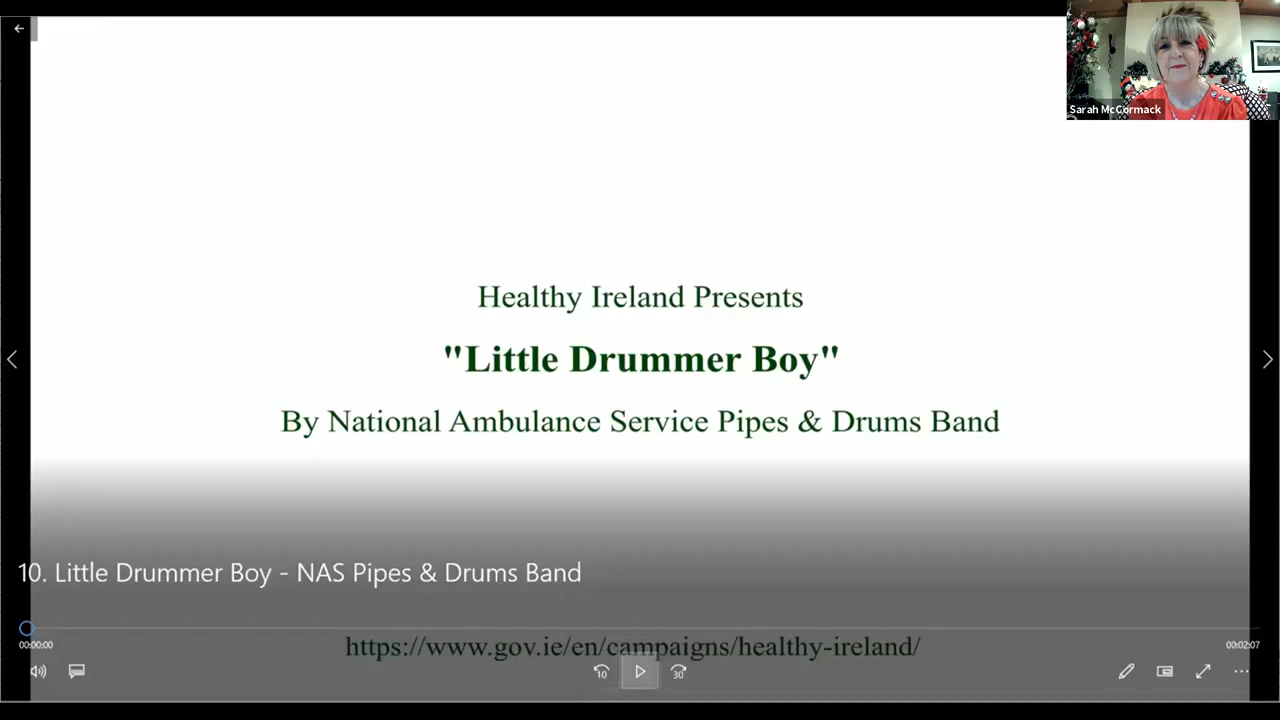 Sarah McCormack
Healthy Ireland Presents
"Little Drummer Boy"
By National Ambulance Service Pipes & Drums Band
10. Little Drummer Boy - NAS Pipes & Drums Band
00:00:00
00:02:07
https://www.gov.ie/en/campaigns/healthy-ireland/
10
30